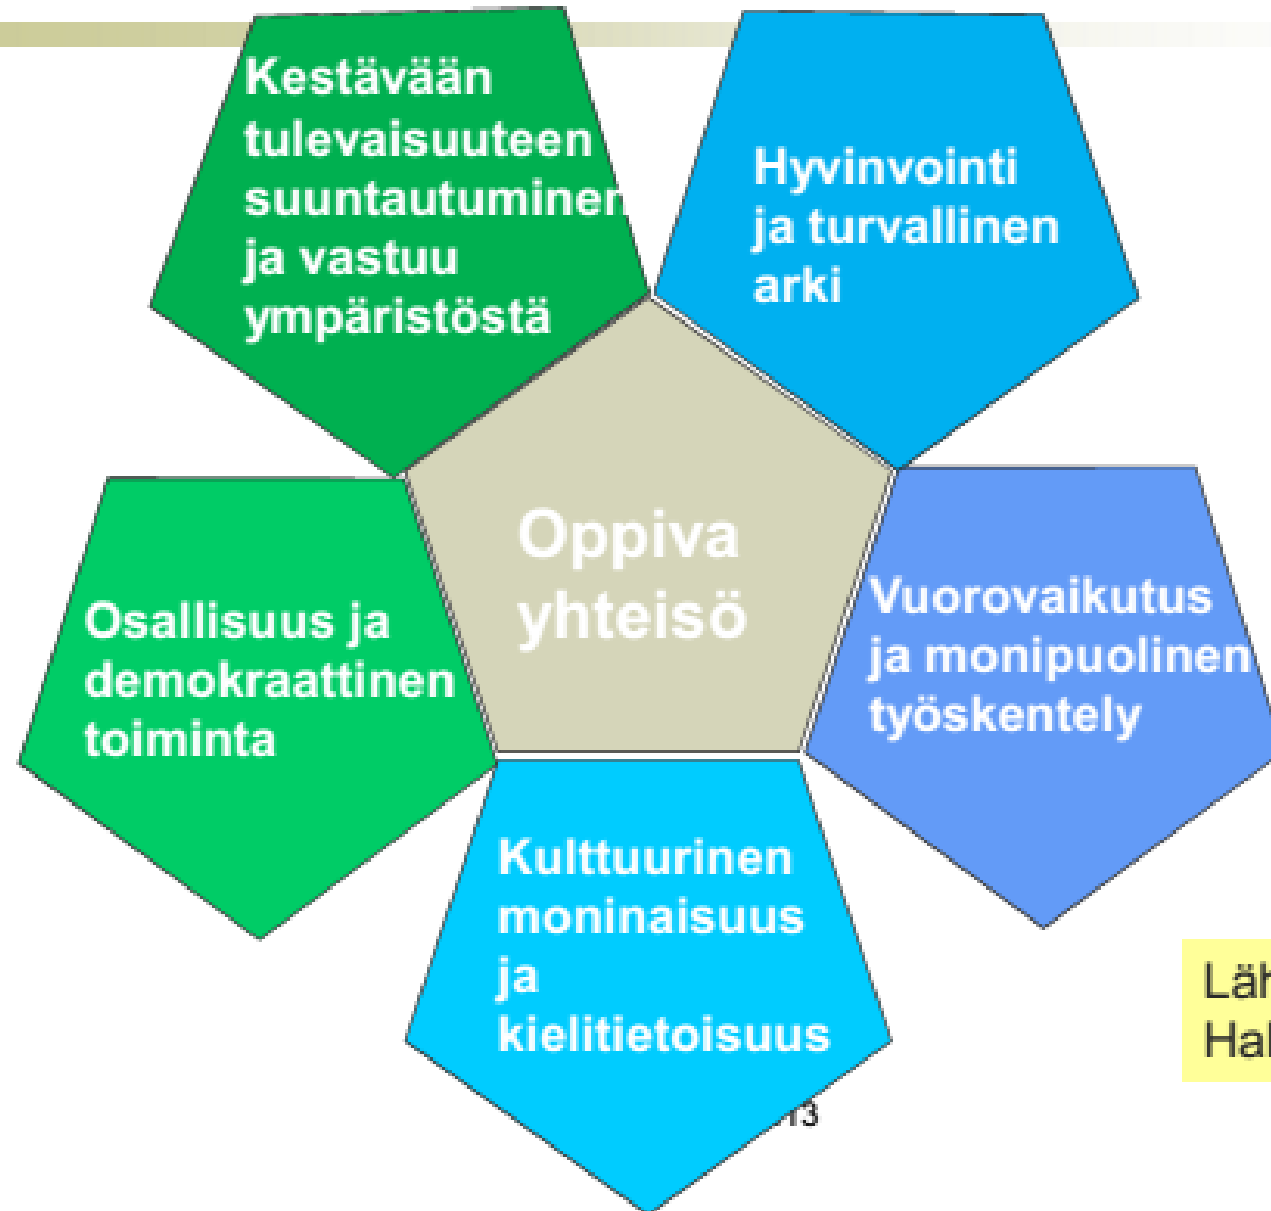 Kestävään
tulevaisuuteen
suuntautuminen
ja vastuu
ympäristöstä
Hyvinvointi
ja turvallinen
arki
Oppiva
yhteisö
Osallisuus ja
demokraattinen
toiminta
Vuorovaikutus
ja monipuolinen
työskentely
Kulttuurinen
moninaisuus
ja
kielitietoisuus
13